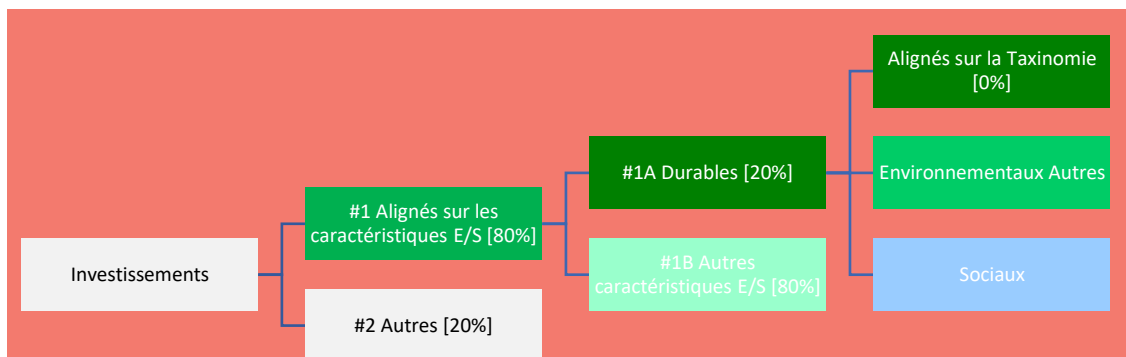 Investissements
#1 Alignés sur les
caractéristiques E/S [80%]
#2 Autres [20%]
#1A Durables [20%]
#1B Autres
caractéristiques E/S [80%]
Alignés sur la Taxinomie
[0%]
Environnementaux Autres
Sociaux